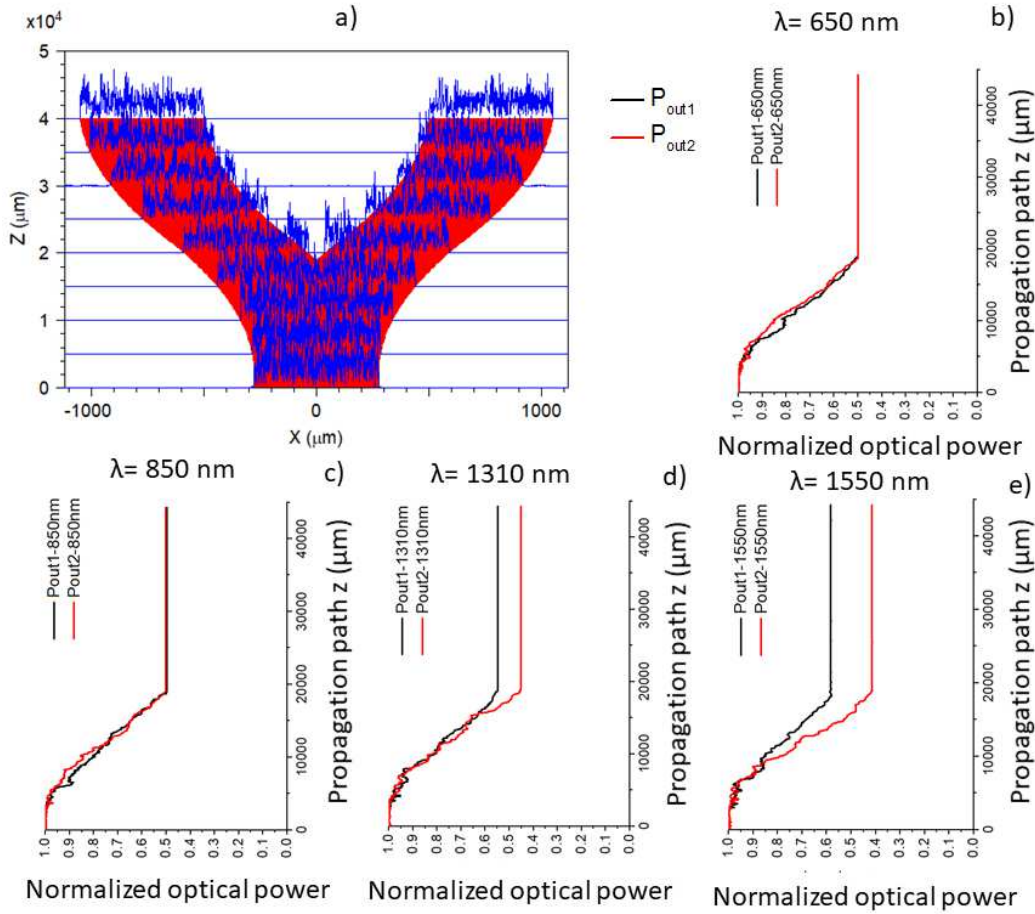 a)
x10⁴
5
4
3
2
1
0
Z (μm)
-1000
0
1000
X (μm)
P out1
P out2
λ= 650 nm
b)
Pout1-650nm
Pout2-650nm
Propagation path z (μm)
40000
30000
20000
10000
0
1.0 0.9 0.8 0.7 0.6 0.5 0.4 0.3 0.2 0.1 0.0
Normalized optical power
λ= 850 nm
c)
Pout1-850nm
Pout2-850nm
Propagation path z (μm)
40000
30000
20000
10000
0
1.0 0.9 0.8 0.7 0.6 0.5 0.4 0.3 0.2 0.1 0.0
Normalized optical power
λ= 1310 nm
d)
Pout1-1310nm
Pout2-1310nm
Propagation path z (μm)
40000
30000
20000
10000
0
1.0 0.9 0.8 0.7 0.6 0.5 0.4 0.3 0.2 0.1 0.0
Normalized optical power
λ= 1550 nm
e)
Pout1-1550nm
Pout2-1550nm
Propagation path z (μm)
40000
30000
20000
10000
0
1.0 0.9 0.8 0.7 0.6 0.5 0.4 0.3 0.2 0.1 0.0
Normalized optical power